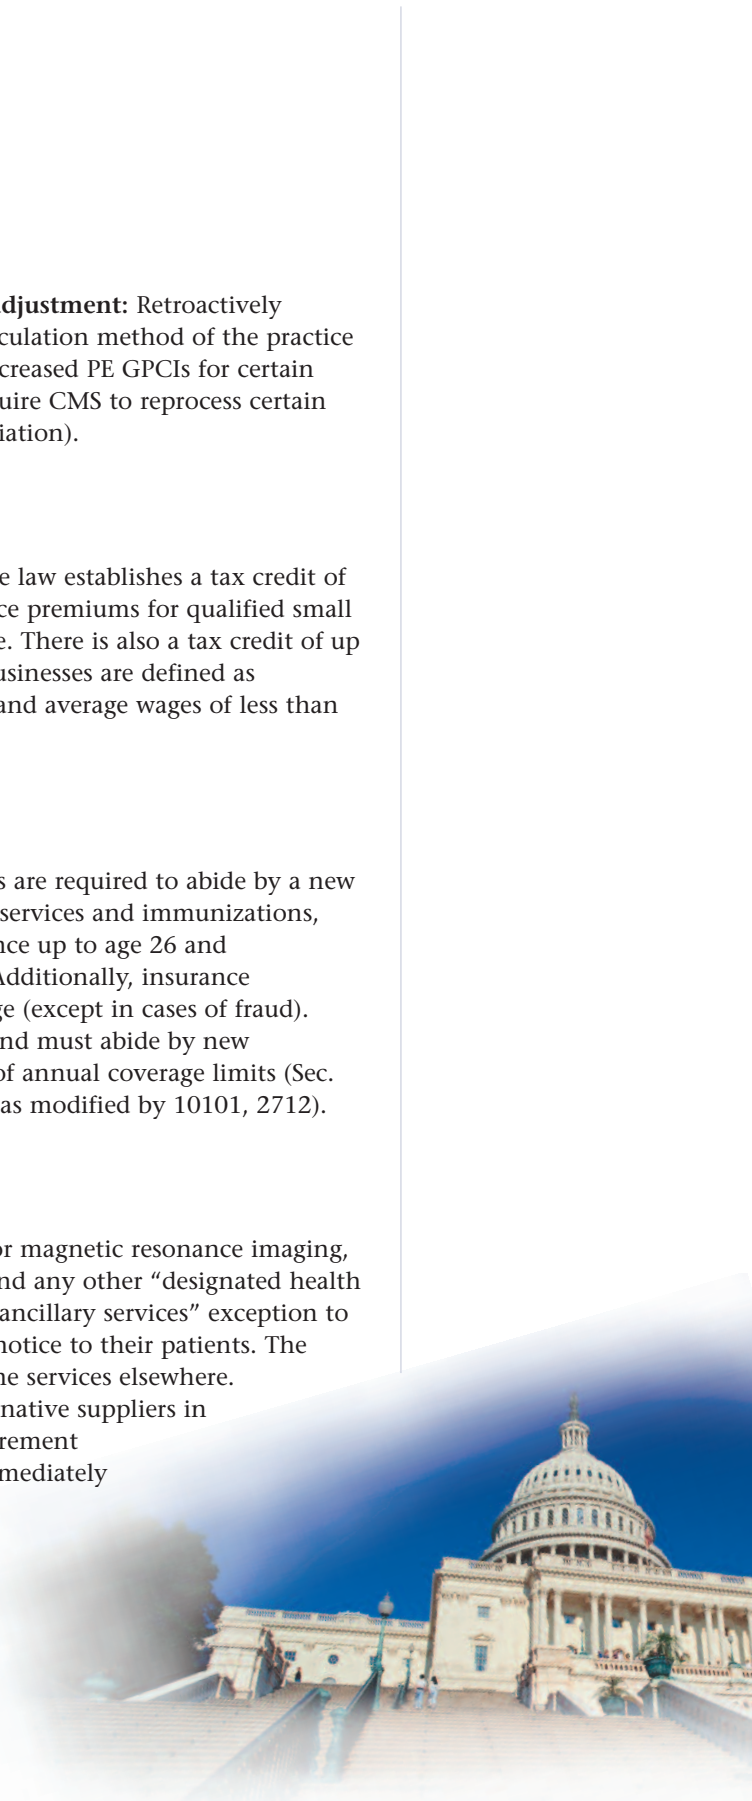 djustment: Retroactively
culation method of the practice
creased PE GPCIs for certain
uire CMS to reprocess certain
iation).
e law establishes a tax credit of
ce premiums for qualified small
e. There is also a tax credit of up
usinesses are defined as
and average wages of less than
s are required to abide by a new
services and immunizations,
nce up to age 26 and
Additionally, insurance
ge (except in cases of fraud).
nd must abide by new
of annual coverage limits (Sec.
as modified by 10101, 2712).
or magnetic resonance imaging,
nd any other “designated health
ancillary services” exception to
notice to their patients. The
ne services elsewhere.
native suppliers in
rement
mediately